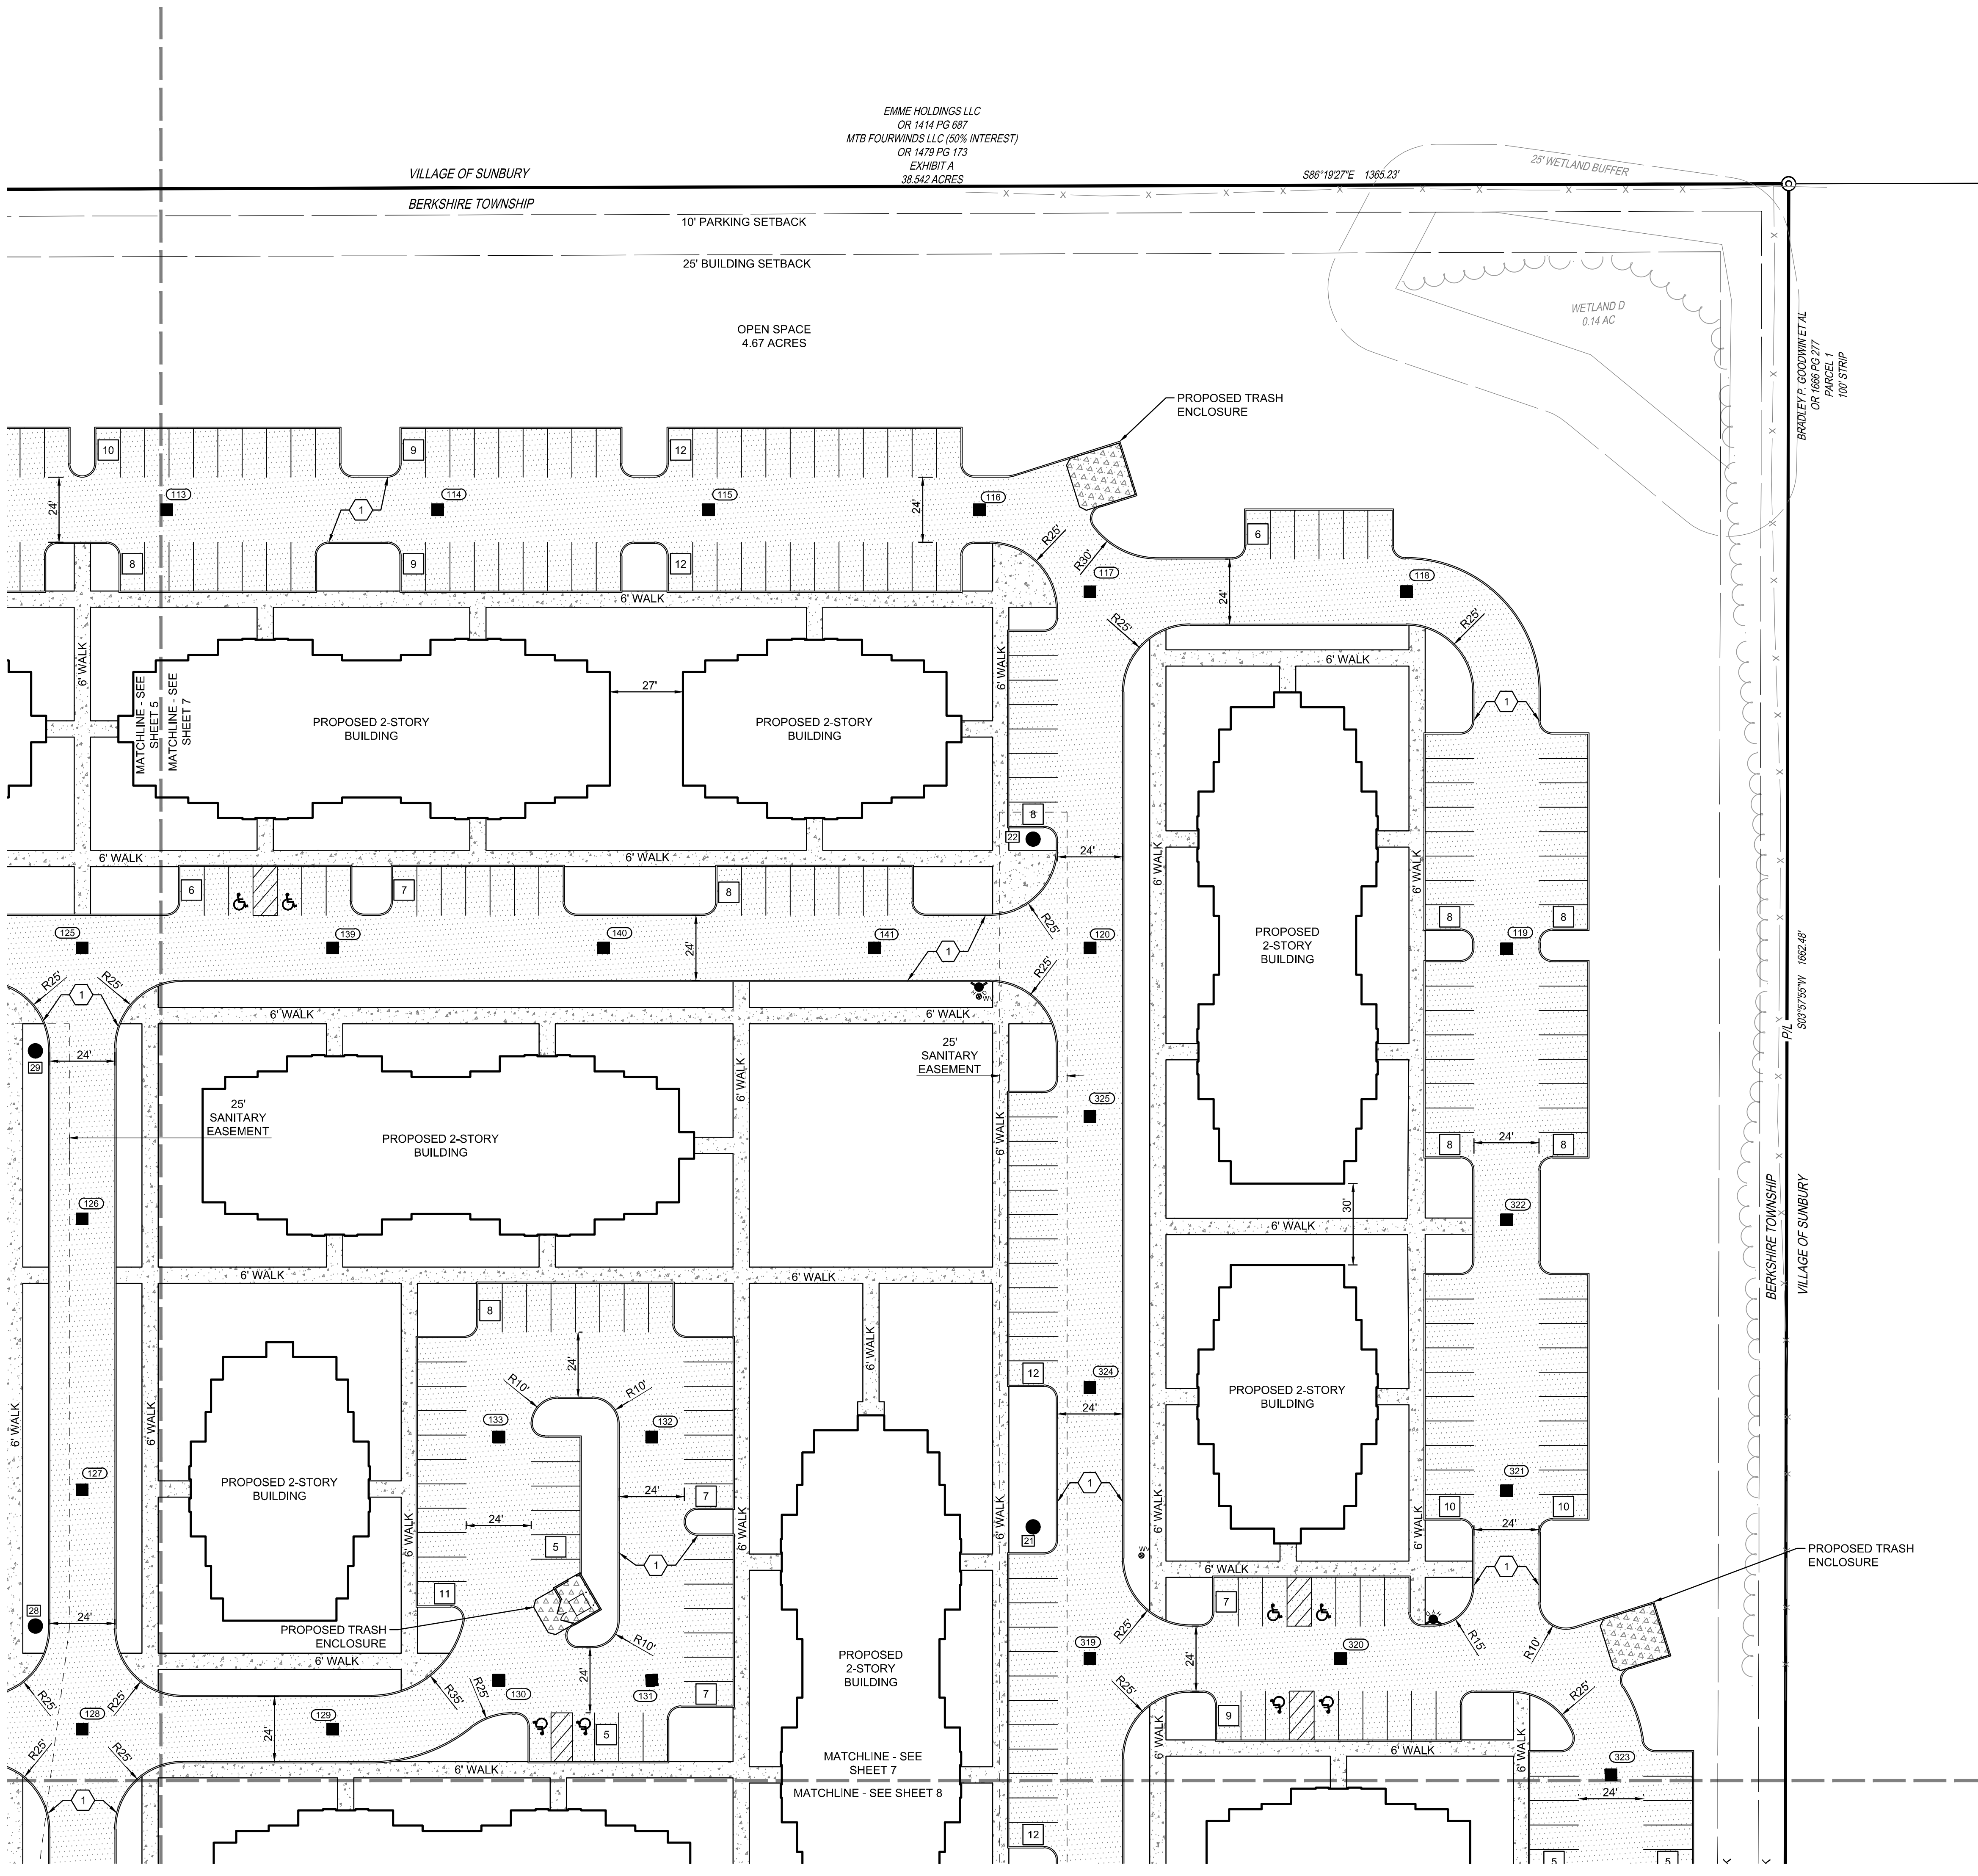 EMME HOLDINGS LLC
OR 1414 PG 687
MTB FOURWINDS LLC (50% INTEREST)
OR 1479 PG 173
EXHIBIT A
38.542 ACRES
VILLAGE OF SUNBURY
S86°19'27"E 1365.23'
25' WETLAND BUFFER
BERKSHIRE TOWNSHIP
10' PARKING SETBACK
25' BUILDING SETBACK
WETLAND D
0.14 AC
OPEN SPACE
4.67 ACRES
BRADLEY P. GOODWIN ET AL
OR 1666 PG 277
PARCEL 1
100' STRIP
PROPOSED TRASH
ENCLOSURE
10
9
12
113
114
115
116
24'
1
24'
R25'
R30'
6
8
9
12
117
118
6' WALK
24'
R25'
R25'
6' WALK
6' WALK
6' WALK
MATCHLINE - SEE
SHEET 5
MATCHLINE - SEE
SHEET 7
27'
1
PROPOSED 2-STORY
BUILDING
PROPOSED 2-STORY
BUILDING
8
22
6' WALK
6' WALK
24'
6' WALK
6' WALK
6
7
8
R25'
8
8
125
139
140
141
120
119
PROPOSED
2-STORY
BUILDING
24'
1
R25'
R25'
1
R25'
WV
6' WALK
6' WALK
P/L
S03°57'55"W 1662.48'
29
24'
25'
SANITARY
EASEMENT
6' WALK
325
25'
SANITARY
EASEMENT
PROPOSED 2-STORY
BUILDING
6' WALK
8
24'
8
126
30'
322
6' WALK
BERKSHIRE TOWNSHIP
VILLAGE OF SUNBURY
6' WALK
6' WALK
8
24'
6' WALK
12
324
R10'
R10'
PROPOSED 2-STORY
BUILDING
24'
6' WALK
6' WALK
133
132
127
PROPOSED 2-STORY
BUILDING
24'
7
1
321
10
10
24'
6' WALK
24'
6' WALK
6' WALK
6' WALK
6' WALK
21
5
1
WV
1
PROPOSED TRASH
ENCLOSURE
6' WALK
11
7
28
24'
PROPOSED TRASH
ENCLOSURE
R10'
R25'
R15'
R10'
319
320
6' WALK
24'
24'
PROPOSED
2-STORY
BUILDING
R25'
R25'
R35'
R25'
130
131
7
R25'
R25'
128
129
24'
5
9
R25'
R25'
6' WALK
6' WALK
6' WALK
323
MATCHLINE - SEE
SHEET 7
6' WALK
MATCHLINE - SEE SHEET 8
24'
1
12
5
5